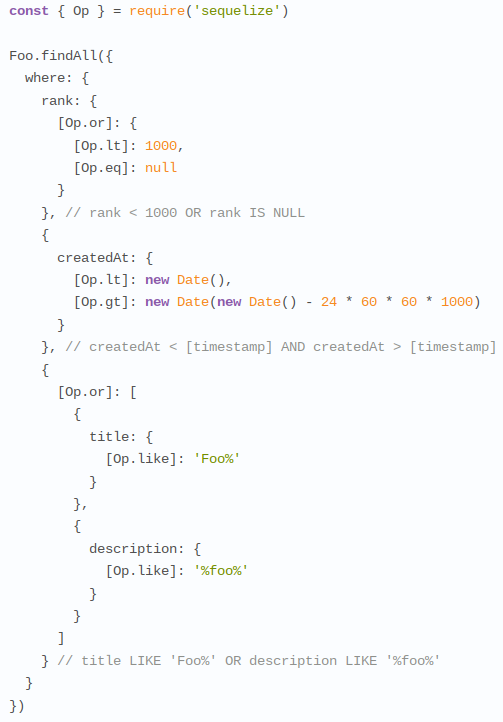 const { Op } = require('sequelize')

Foo.findAll({
  where: {
    rank: {
      [Op.or]: {
        [Op.lt]: 1000,
        [Op.eq]: null
      }
    }, // rank < 1000 OR rank IS NULL
    {
      createdAt: {
        [Op.lt]: new Date(),
        [Op.gt]: new Date(new Date() - 24 * 60 * 60 * 1000)
      }
    }, // createdAt < [timestamp] AND createdAt > [timestamp]
    {
      [Op.or]: [
        {
          title: {
            [Op.like]: 'Foo%'
          }
        },
        {
          description: {
            [Op.like]: '%foo%'
          }
        }
      ]
    } // title LIKE 'Foo%' OR description LIKE '%foo%'
  }
})